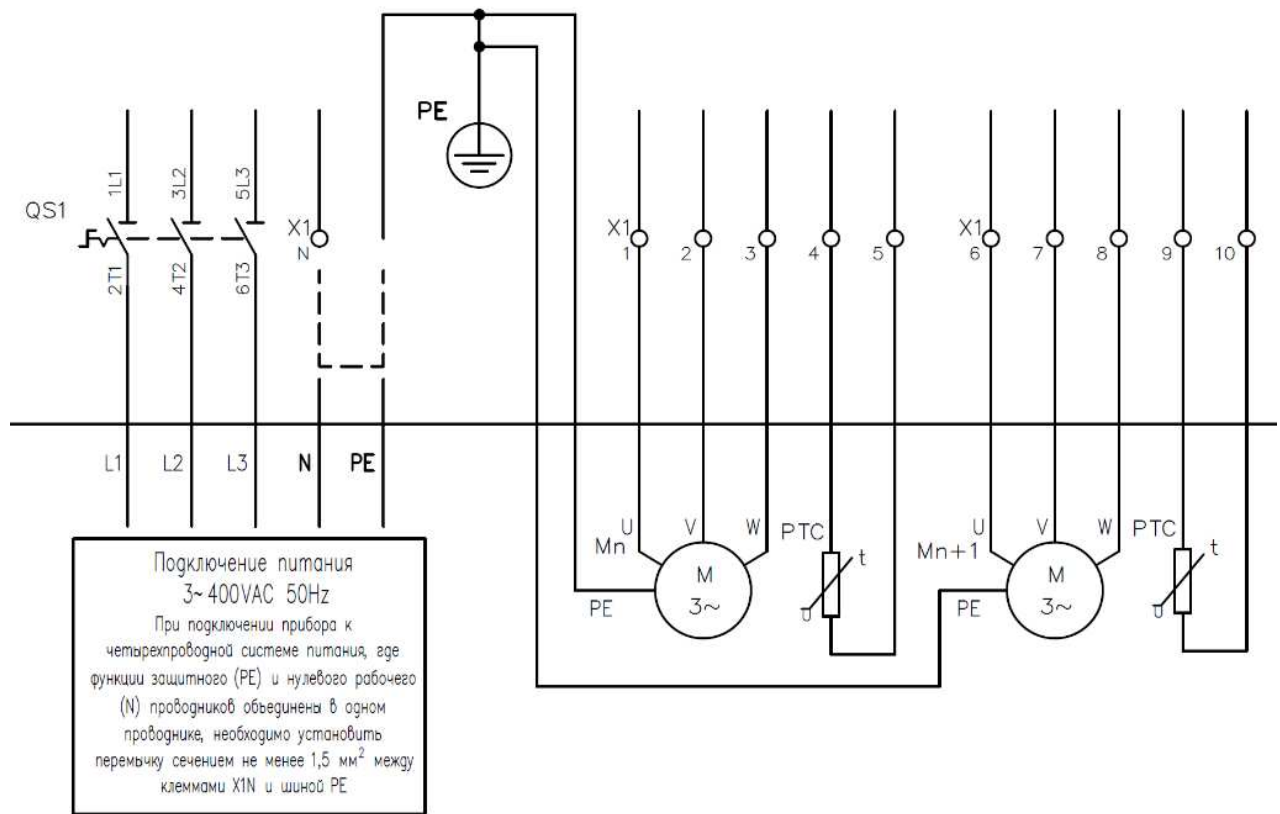 PE
1L1 3L2 5L3
QS1
X1 X1 X1
N 1 2 3 4 5 6 7 8 9 10
2T1 4T2 6T3
L1 L2 L3 N PE
U V W PTC U V W PTC
Mn t Mn+1 t
M M
3~ 3~
PE U PE U
Подключение питания
3~ 400VAC 50Hz
При подключении прибора к
четырехпроводной системе питания, где
функции защитного (PE) и нулевого рабочего
(N) проводников объединены в одном
проводнике, необходимо установить
перемычку сечением не менее 1,5 мм² между
клеммами X1N и шиной PE